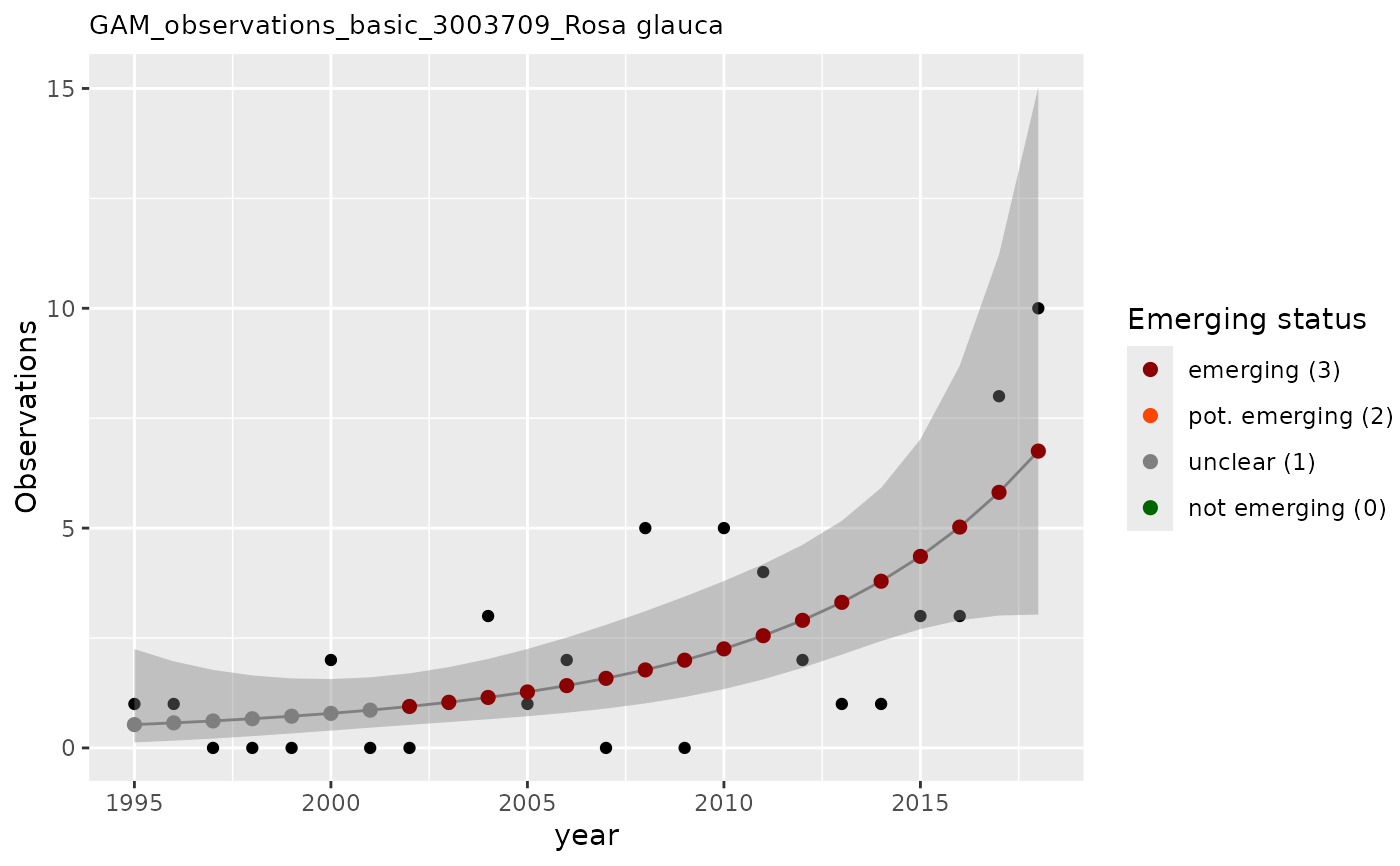 GAM_observations_basic_3003709_Rosa glauca
15
10
5
0
Observations
1995 2000 2005 2010 2015
year
Emerging status
emerging (3)
pot. emerging (2)
unclear (1)
not emerging (0)